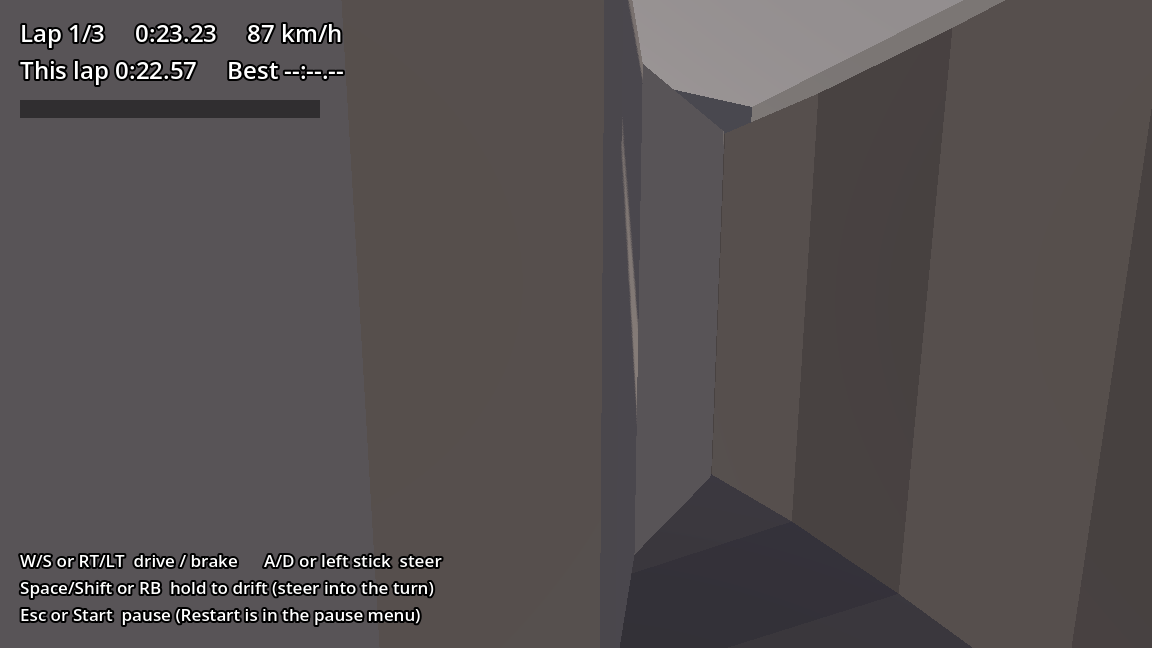 Lap 1/3 0:23.23 87 km/h
This lap 0:22.57 Best --:--.--
W/S or RT/LT drive / brake A/D or left stick steer
Space/Shift or RB hold to drift (steer into the turn)
Esc or Start pause (Restart is in the pause menu)